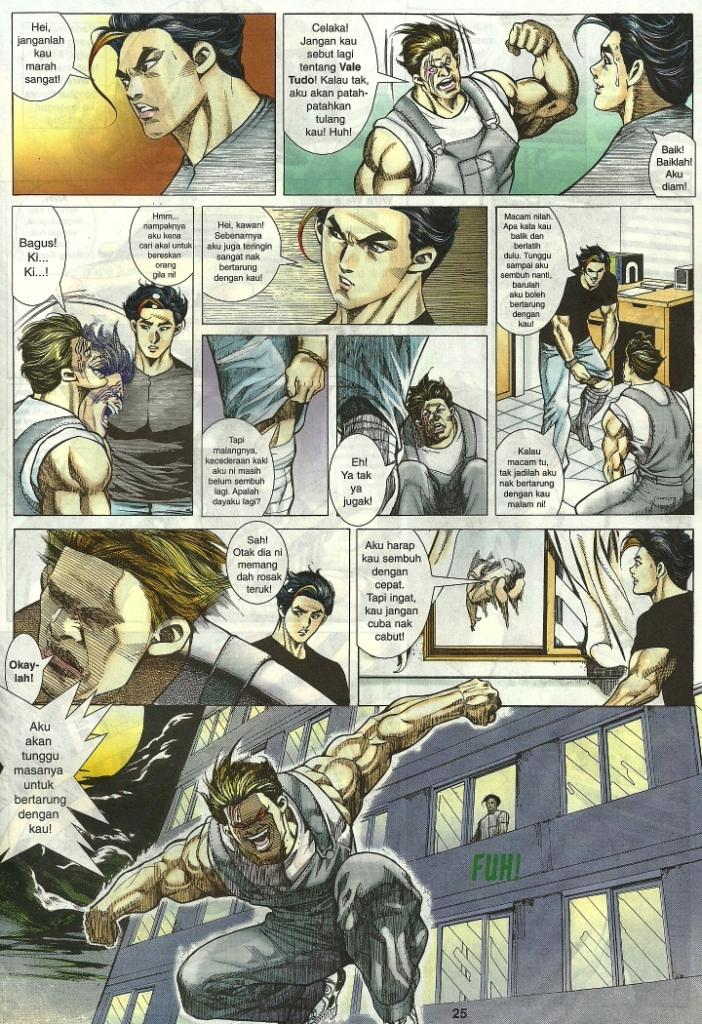 Hei,
janganlah
kau
marah
sangat!
Celaka!
Jangan kau
sebut lagi
tentang Vale
Tudo! Kalau tak,
aku akan patah-
patahkan
tulang
kau! Huh!
Baik!
Baiklah!
Aku
diam!
Bagus!
Ki...
Ki...!
Hmm...
nampaknya
aku kena
cari akal untuk
bereskan
orang
gila ni!
Hei, kawan!
Sebenarnya
aku juga teringin
sangat nak
bertarung
dengan kau!
Tapi
malangnya,
kecederaan kaki
aku ni masih
belum sembuh
lagi. Apalah
dayaku lagi?
Eh!
Ya tak
ya
jugak!
Macam nilah.
Apa kata kau
balik dan
berlatih
dulu. Tunggu
sampai aku
sembuh nanti,
barulah
aku boleh
bertarung
dengan
kau!
Kalau
macam tu,
tak jadilah aku
nak bertarung
dengan kau
malam ni!
Okay-
lah!
Sah!
Otak dia ni
memang
dah rosak
teruk!
Aku harap
kau sembuh
dengan
cepat.
Tapi ingat,
kau jangan
cuba nak
cabut!
Aku
akan
tunggu
masanya
untuk
bertarung
dengan
kau!
FUH!
25